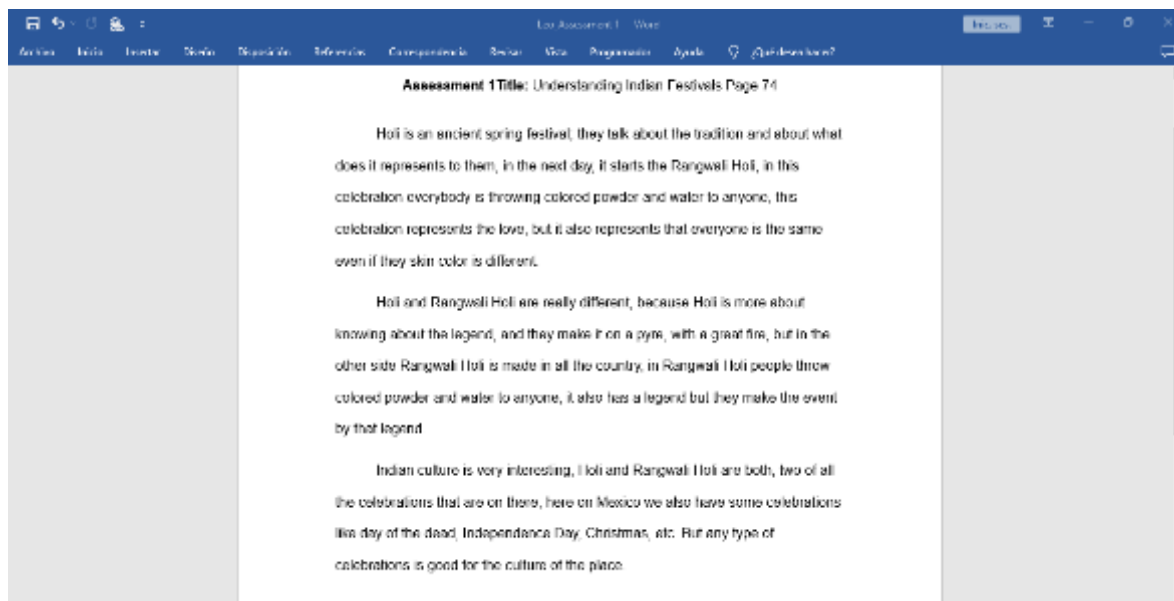 Leo Assessment 1 - Word
Archivo Inicio Insertar Diseño Disposición Referencias Correspondencia Revisar Vista Programador Ayuda ¿Qué desea hacer?
Assessment 1Title: Understanding Indian Festivals Page 74
Holi is an ancient spring festival, they talk about the tradition and about what
does it represents to them, in the next day, it starts the Rangwali Holi, in this
celebration everybody is throwing colored powder and water to anyone, this
celebration represents the love, but it also represents that everyone is the same
even if they skin color is different.
Holi and Rangwali Holi are really different, because Holi is more about
knowing about the legend, and they make it on a pyre, with a great fire, but in the
other side Rangwali Holi is made in all the country, in Rangwali Holi people throw
colored powder and water to anyone, it also has a legend but they make the event
by that legend
Indian culture is very interesting, Holi and Rangwali Holi are both, two of all
the celebrations that are on there, here on Mexico we also have some celebrations
like day of the dead, Independence Day, Christmas, etc. But any type of
celebrations is good for the culture of the place